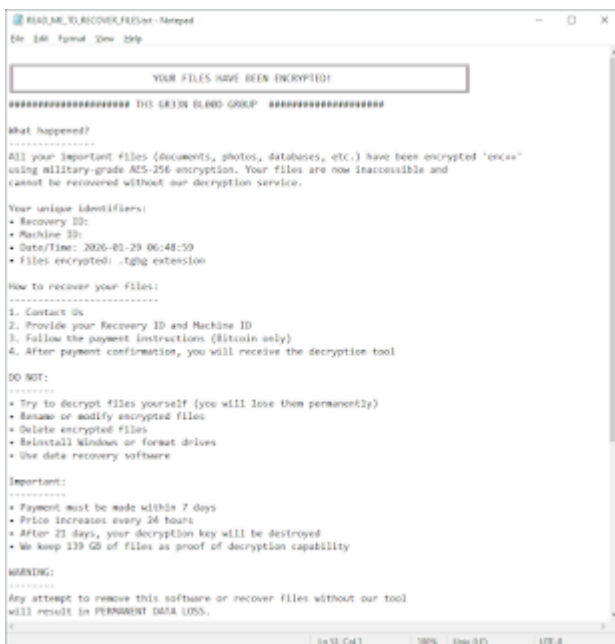 READ_ME_TO_RECOVER_FILES.txt - Notepad
File Edit Format View Help
YOUR FILES HAVE BEEN ENCRYPTED!
##################### TH3 GR33N BL00D GROUP ####################
What happened?
----------------
All your important files (documents, photos, databases, etc.) have been encrypted 'enc++'
using military-grade AES-256 encryption. Your files are now inaccessible and
cannot be recovered without our decryption service.
Your unique identifiers:
• Recovery ID:
• Machine ID:
• Date/Time: 2026-01-29 06:48:59
• Files encrypted: .tgbg extension
How to recover your files:
---------------------------
1. Contact Us
2. Provide your Recovery ID and Machine ID
3. Follow the payment instructions (Bitcoin only)
4. After payment confirmation, you will receive the decryption tool
DO NOT:
--------
• Try to decrypt files yourself (you will lose them permanently)
• Rename or modify encrypted files
• Delete encrypted files
• Reinstall Windows or format drives
• Use data recovery software
Important:
----------
• Payment must be made within 7 days
• Price increases every 24 hours
• After 21 days, your decryption key will be destroyed
• We keep 139 GB of files as proof of decryption capability
WARNING:
--------
Any attempt to remove this software or recover files without our tool
will result in PERMANENT DATA LOSS.
Ln 53, Col 1 100% Unix (LF) UTF-8